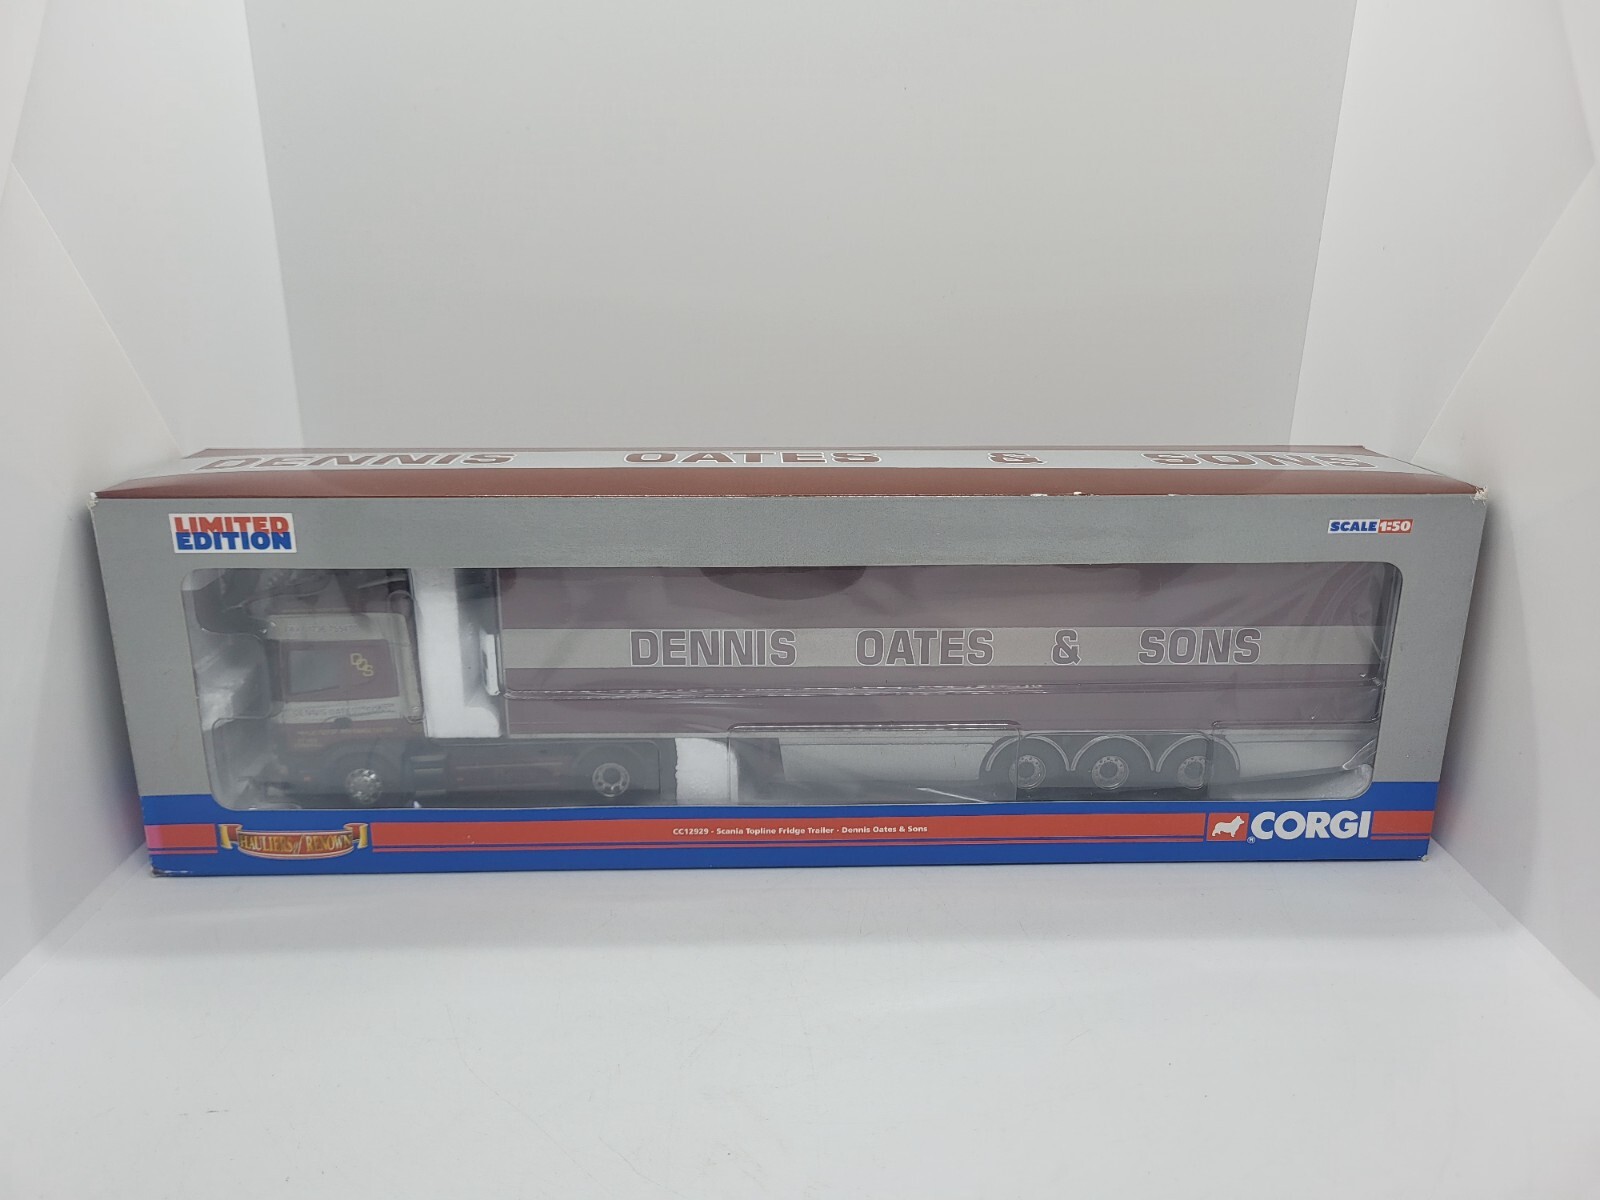 DENNIS OATES & SONS
LIMITED
EDITION
SCALE 1:50
DOS
DENNIS OATES & SONS
HAULIERS of RENOWN
CC12929 - Scania Topline Fridge Trailer - Dennis Oates & Sons
® CORGI